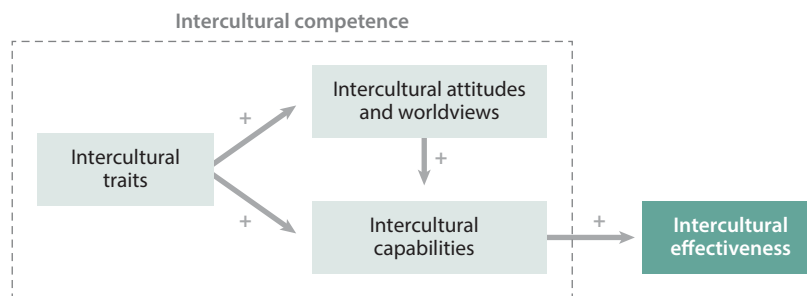 Intercultural competence
Intercultural attitudes
and worldviews
+
Intercultural
traits
+
+
Intercultural
capabilities
+
Intercultural
effectiveness